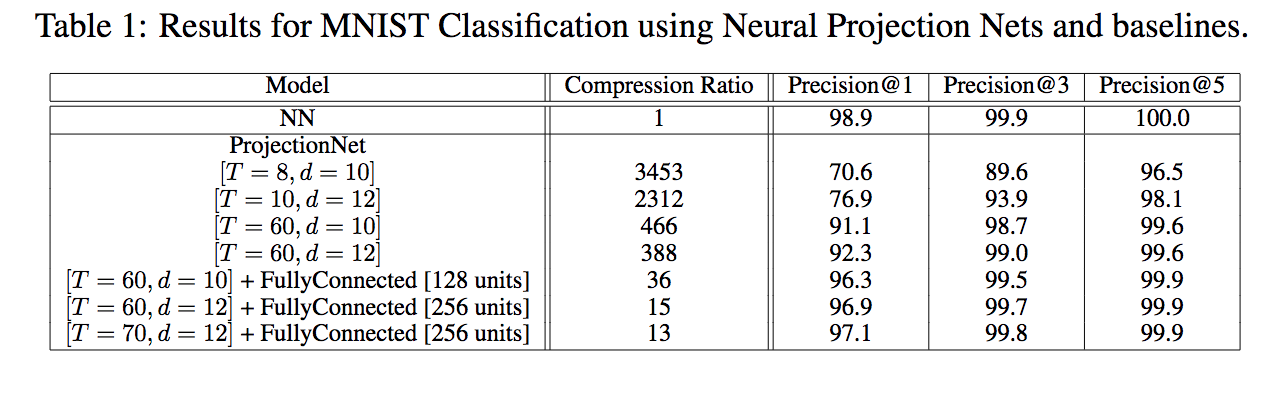 Table 1: Results for MNIST Classification using Neural Projection Nets and baselines.
Model Compression Ratio Precision@1 Precision@3 Precision@5
NN 1 98.9 99.9 100.0
ProjectionNet
[T = 8, d = 10] 3453 70.6 89.6 96.5
[T = 10, d = 12] 2312 76.9 93.9 98.1
[T = 60, d = 10] 466 91.1 98.7 99.6
[T = 60, d = 12] 388 92.3 99.0 99.6
[T = 60, d = 10] + FullyConnected [128 units] 36 96.3 99.5 99.9
[T = 60, d = 12] + FullyConnected [256 units] 15 96.9 99.7 99.9
[T = 70, d = 12] + FullyConnected [256 units] 13 97.1 99.8 99.9